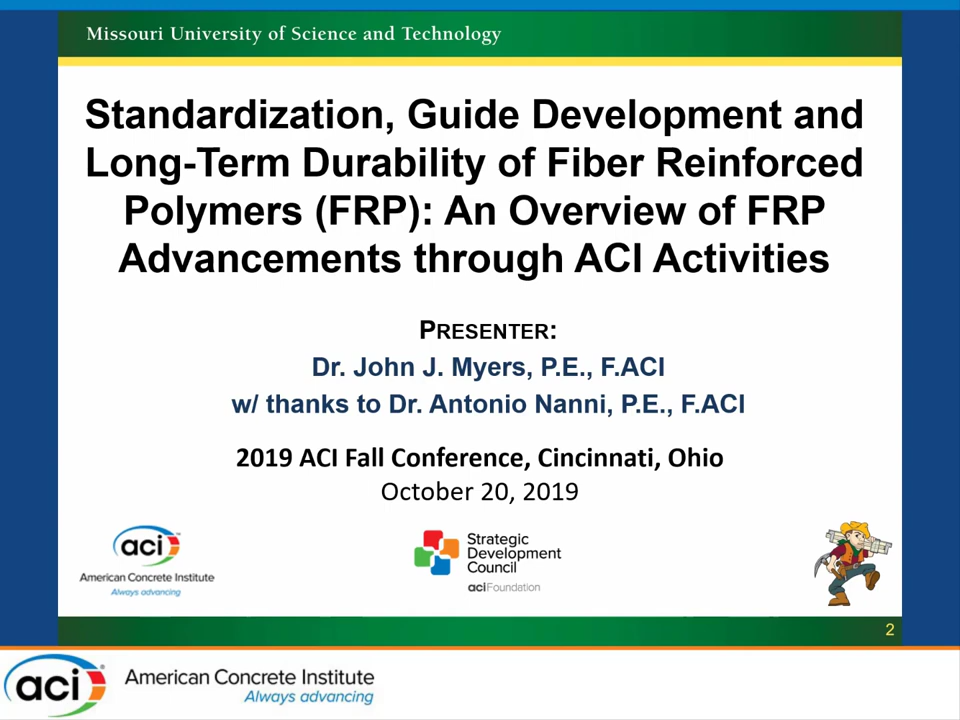 Missouri University of Science and Technology
Standardization, Guide Development and
Long-Term Durability of Fiber Reinforced
Polymers (FRP): An Overview of FRP
Advancements through ACI Activities
PRESENTER:
Dr. John J. Myers, P.E., F.ACI
w/ thanks to Dr. Antonio Nanni, P.E., F.ACI
2019 ACI Fall Conference, Cincinnati, Ohio
October 20, 2019
aci
American Concrete Institute
Always advancing
Strategic
Development
Council
aciFoundation
2
aci
American Concrete Institute
Always advancing